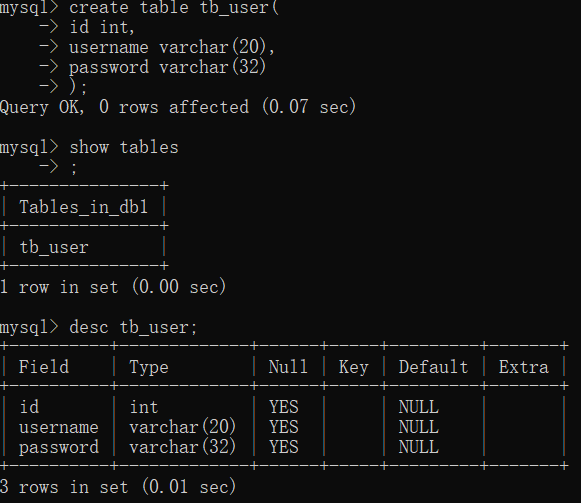 mysql> create table tb_user(
    -> id int,
    -> username varchar(20),
    -> password varchar(32)
    -> );
Query OK, 0 rows affected (0.07 sec)

mysql> show tables
    -> ;
+---------------+
| Tables_in_db1 |
+---------------+
| tb_user       |
+---------------+
1 row in set (0.00 sec)

mysql> desc tb_user;
+----------+-------------+------+-----+---------+-------+
| Field    | Type        | Null | Key | Default | Extra |
+----------+-------------+------+-----+---------+-------+
| id       | int         | YES  |     | NULL    |       |
| username | varchar(20) | YES  |     | NULL    |       |
| password | varchar(32) | YES  |     | NULL    |       |
+----------+-------------+------+-----+---------+-------+
3 rows in set (0.01 sec)